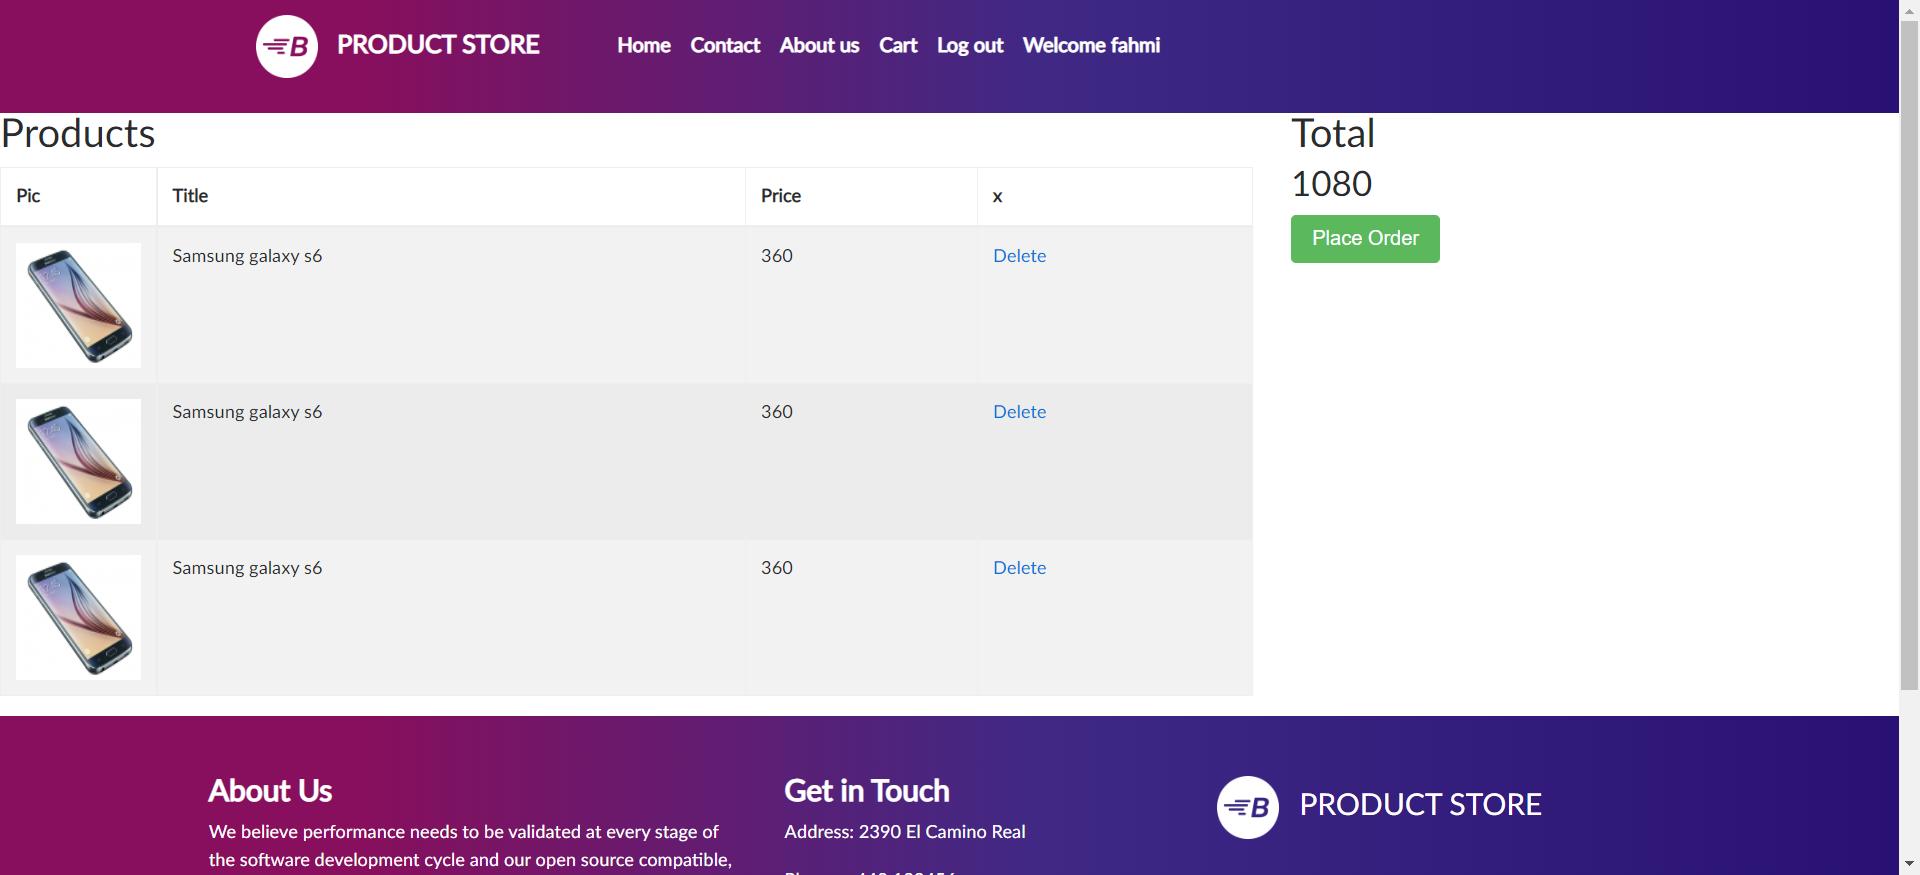 B PRODUCT STORE Home Contact About us Cart Log out Welcome fahmi
Products
Pic Title Price x
Samsung galaxy s6 360 Delete
Samsung galaxy s6 360 Delete
Samsung galaxy s6 360 Delete
Total
1080
Place Order
About Us
We believe performance needs to be validated at every stage of
the software development cycle and our open source compatible,
Get in Touch
Address: 2390 El Camino Real
B PRODUCT STORE